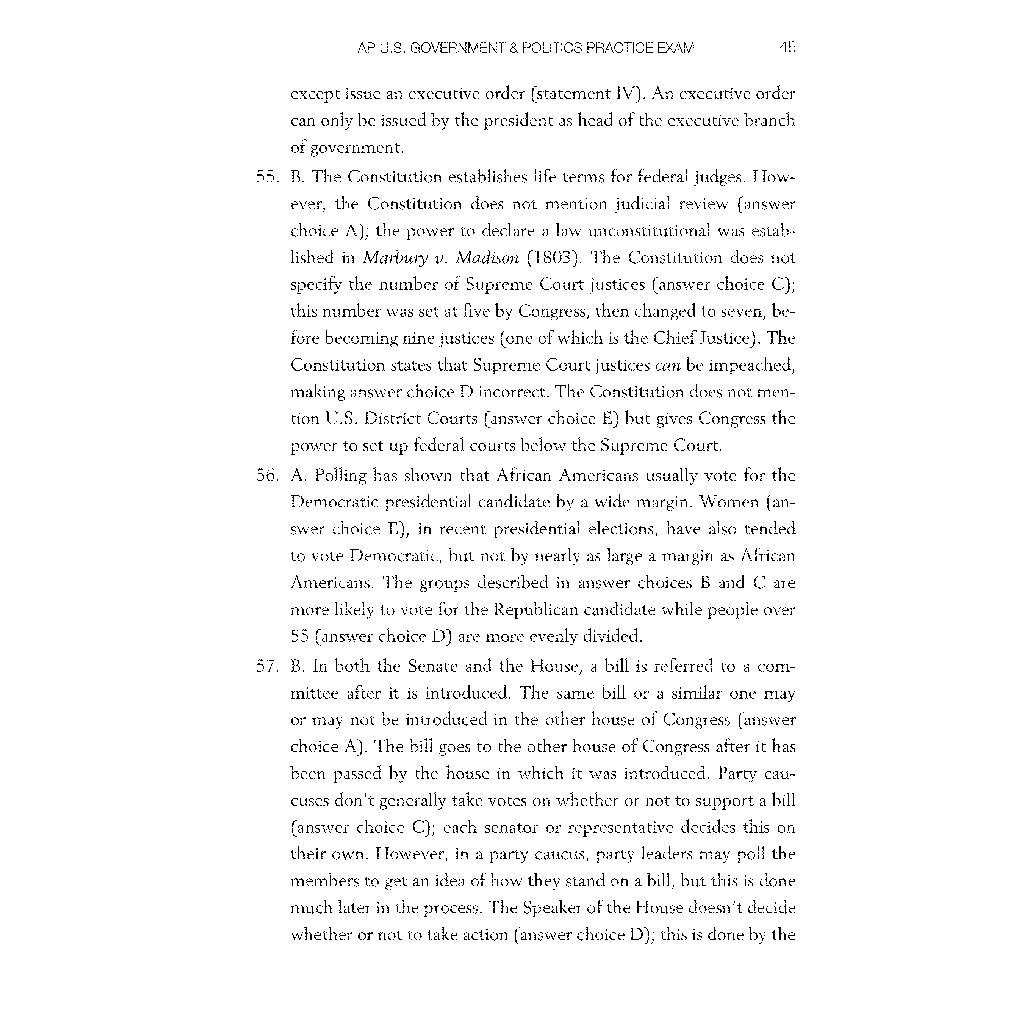 AP U.S. GOVERNMENT & POLITICS PRACTICE EXAM 45
except issue an executive order (statement IV). An executive order
can only be issued by the president as head of the executive branch
of government.
55. B. The Constitution establishes life terms for federal judges. How-
ever, the Constitution does not mention judicial review (answer
choice A); the power to declare a law unconstitutional was estab-
lished in Marbury v. Madison (1803). The Constitution does not
specify the number of Supreme Court justices (answer choice C);
this number was set at five by Congress, then changed to seven, be-
fore becoming nine justices (one of which is the Chief Justice). The
Constitution states that Supreme Court justices can be impeached,
making answer choice D incorrect. The Constitution does not men-
tion U.S. District Courts (answer choice E) but gives Congress the
power to set up federal courts below the Supreme Court.
56. A. Polling has shown that African Americans usually vote for the
Democratic presidential candidate by a wide margin. Women (an-
swer choice E), in recent presidential elections, have also tended
to vote Democratic, but not by nearly as large a margin as African
Americans. The groups described in answer choices B and C are
more likely to vote for the Republican candidate while people over
55 (answer choice D) are more evenly divided.
57. B. In both the Senate and the House, a bill is referred to a com-
mittee after it is introduced. The same bill or a similar one may
or may not be introduced in the other house of Congress (answer
choice A). The bill goes to the other house of Congress after it has
been passed by the house in which it was introduced. Party cau-
cuses don't generally take votes on whether or not to support a bill
(answer choice C); each senator or representative decides this on
their own. However, in a party caucus, party leaders may poll the
members to get an idea of how they stand on a bill, but this is done
much later in the process. The Speaker of the House doesn't decide
whether or not to take action (answer choice D); this is done by the